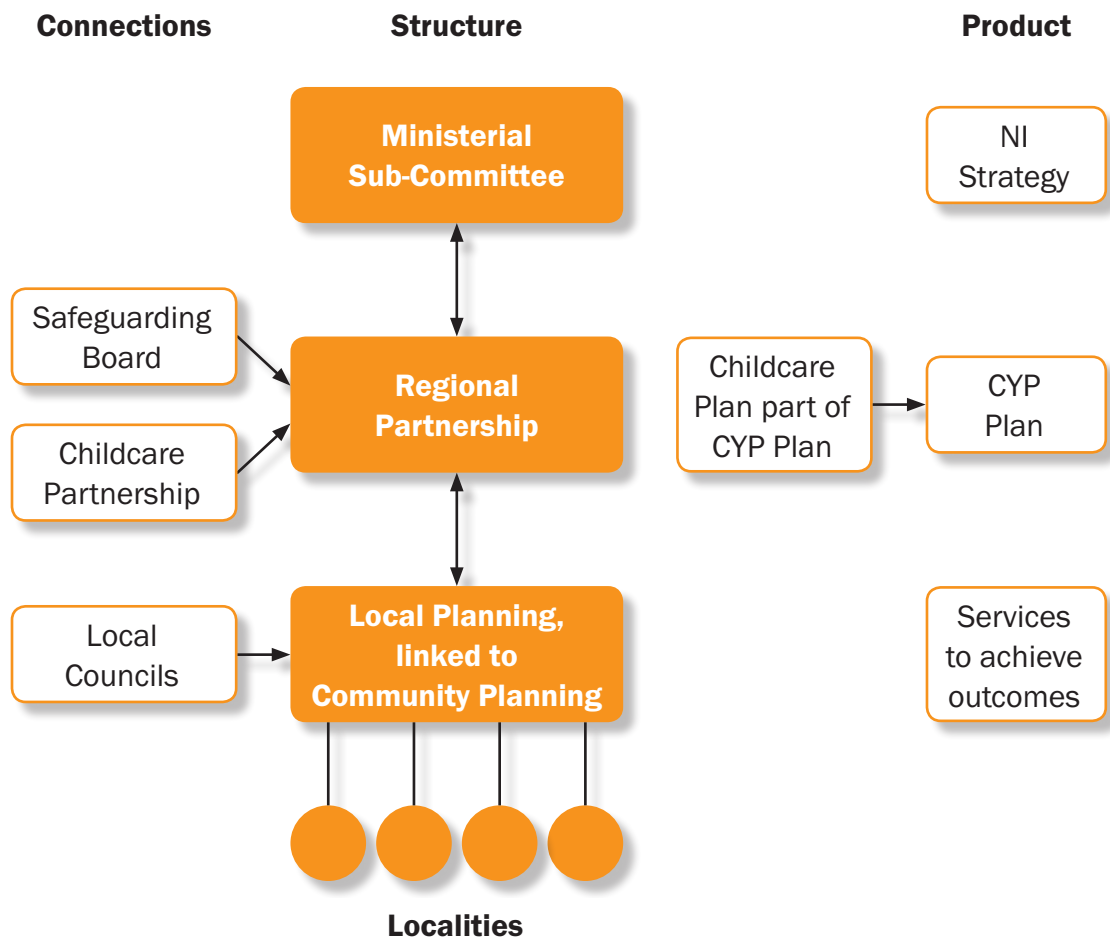 Connections
Structure
Product
Ministerial
Sub-Committee
NI
Strategy
Safeguarding
Board
Childcare
Partnership
Regional
Partnership
Childcare
Plan part of
CYP Plan
CYP
Plan
Local
Councils
Local Planning,
linked to
Community Planning
Services
to achieve
outcomes
Localities